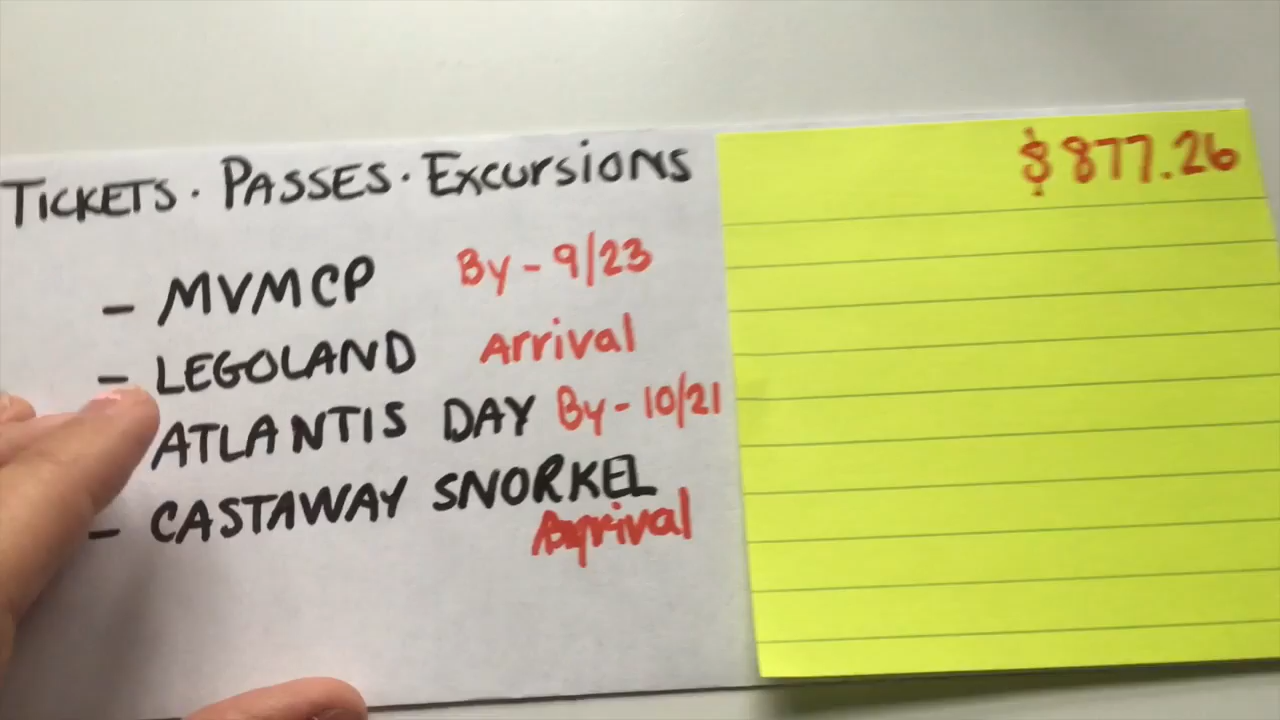 TICKETS · PASSES · EXCURSIONS
$877.26
- MVMCP By - 9/23
- LEGOLAND Arrival
ATLANTIS DAY By - 10/21
- CASTAWAY SNORKEL
Arrival